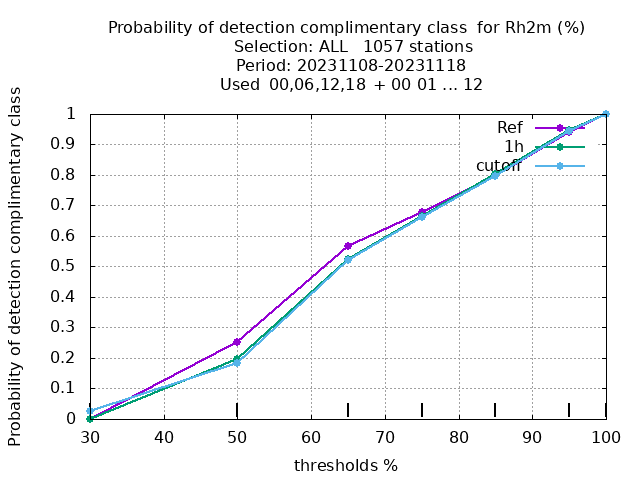 Probability of detection complimentary class  for Rh2m (%)
Selection: ALL   1057 stations
Period: 20231108-20231118
Used  00,06,12,18  + 00 01 ... 12
Probability of detection complimentary class
1
0.9
0.8
0.7
0.6
0.5
0.4
0.3
0.2
0.1
0
Ref
1h
cutoff
30 40 50 60 70 80 90 100
thresholds %